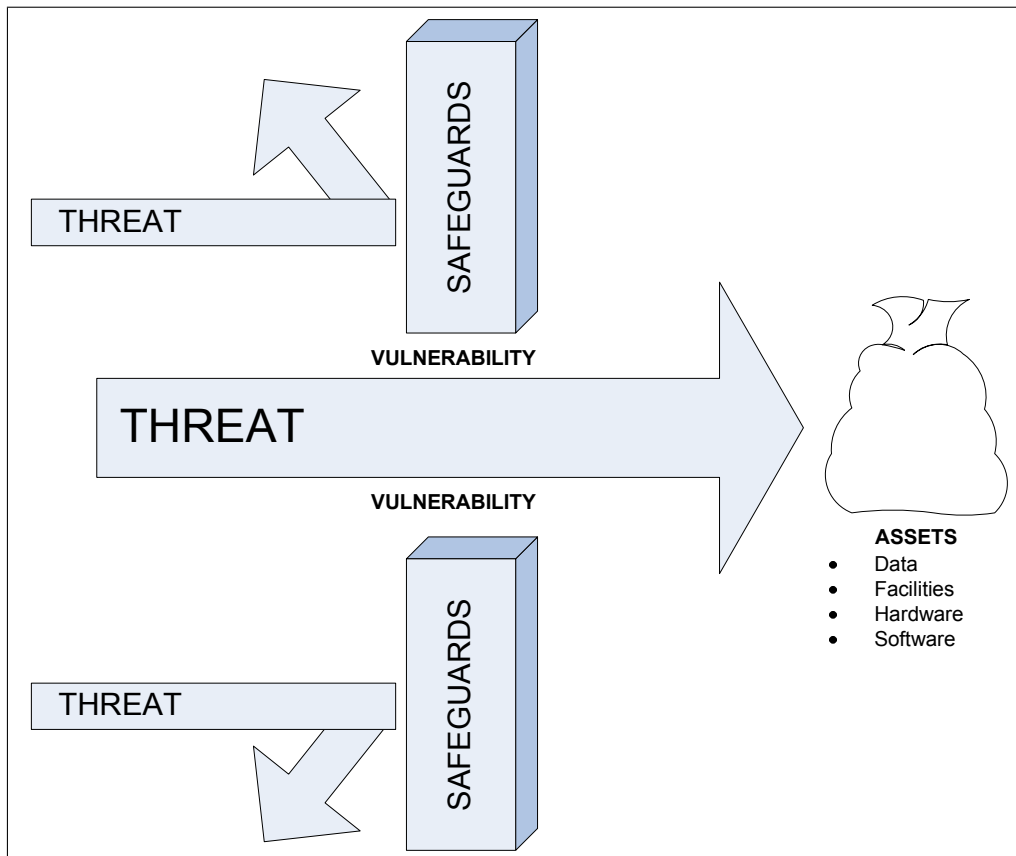 SAFEGUARDS
THREAT
VULNERABILITY
THREAT
VULNERABILITY
ASSETS
• Data
• Facilities
• Hardware
• Software
SAFEGUARDS
THREAT